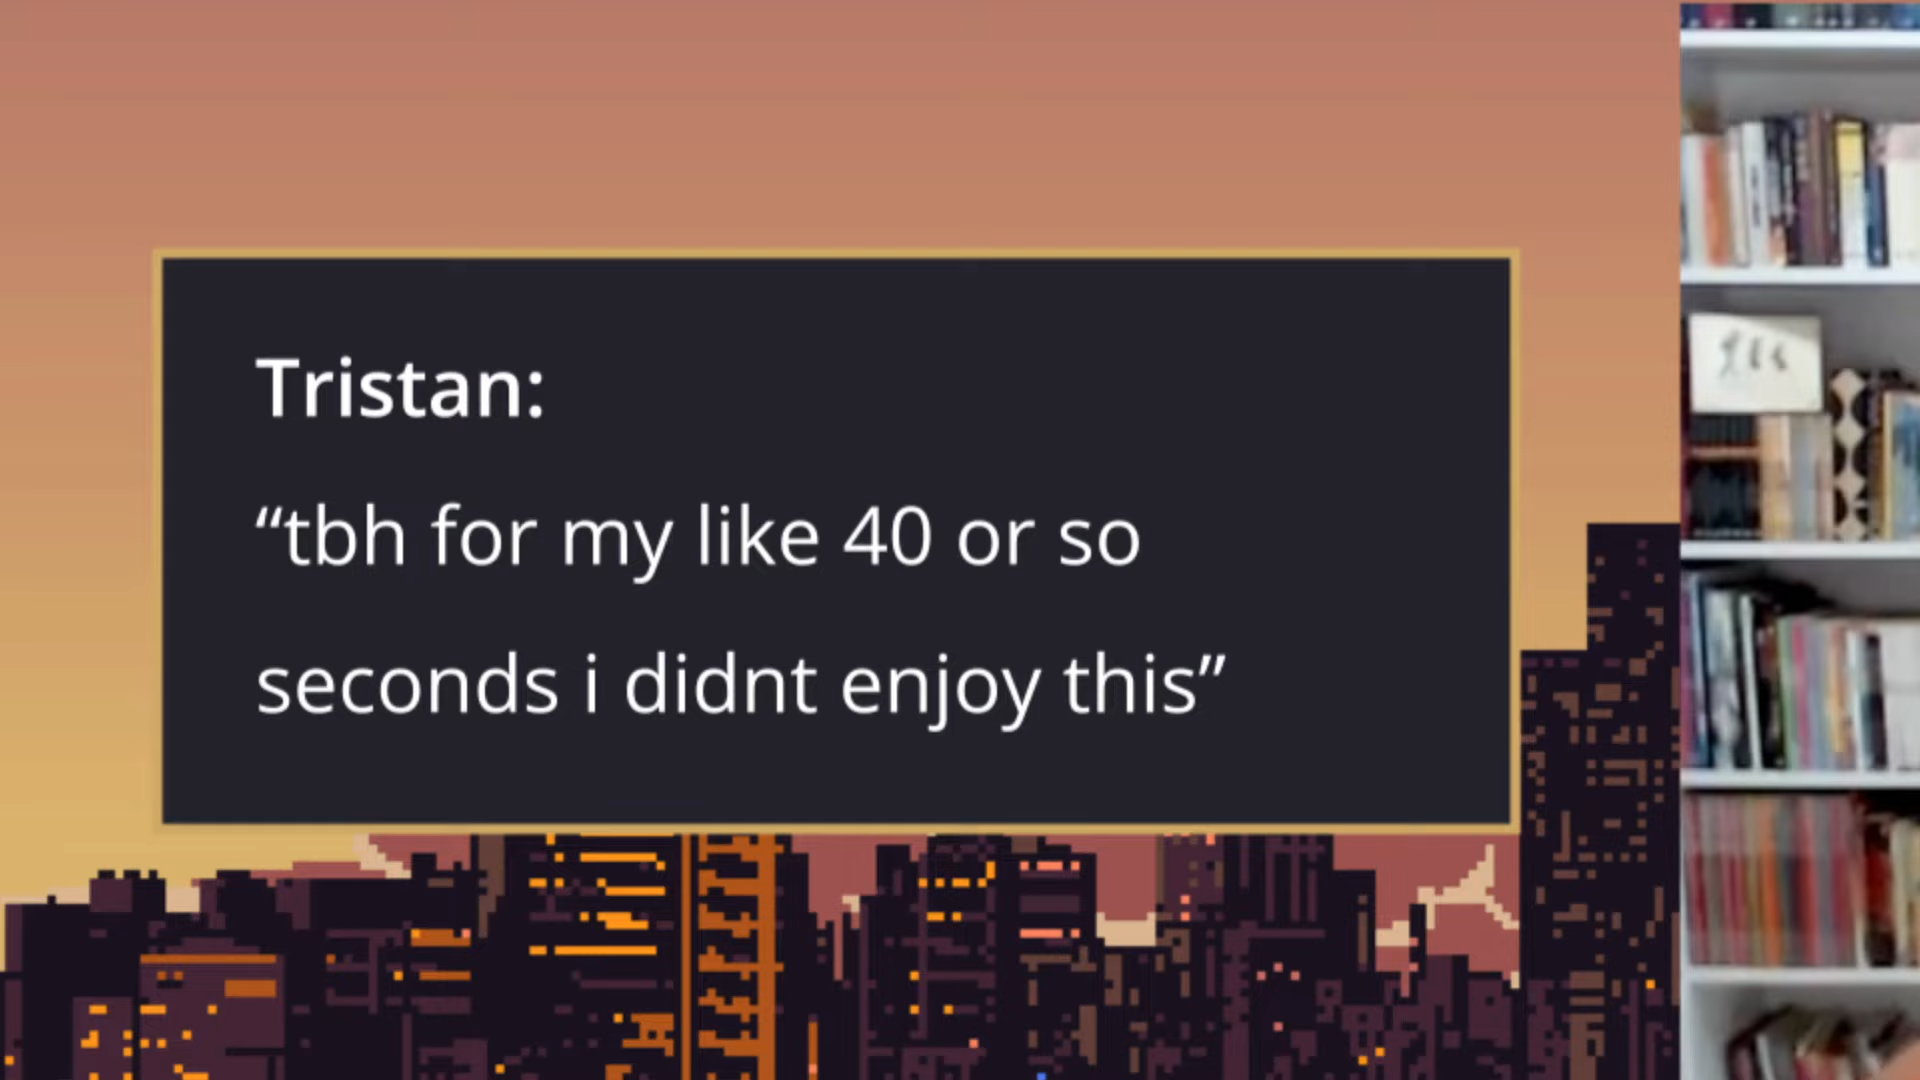 Tristan:
“tbh for my like 40 or so
seconds i didnt enjoy this”